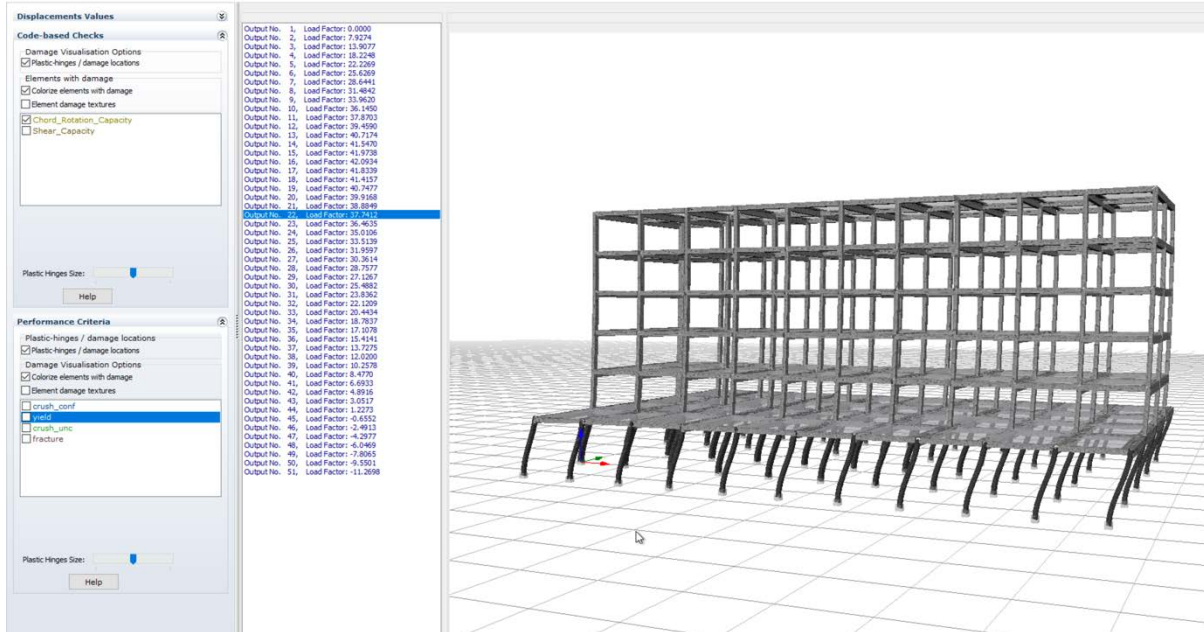 Displacements Values
Code-based Checks
Damage Visualisation Options
Plastic-hinges / damage locations
Elements with damage
Colorize elements with damage
Element damage textures
Chord_Rotation_Capacity
Shear_Capacity
Plastic Hinges Size:
Help
Performance Criteria
Plastic-hinges / damage locations
Plastic-hinges / damage locations
Damage Visualisation Options
Colorize elements with damage
Element damage textures
crush_conf
yield
crush_unc
fracture
Plastic Hinges Size:
Help
Output No. 1, Load Factor: 0.0000
Output No. 2, Load Factor: 7.9274
Output No. 3, Load Factor: 13.9077
Output No. 4, Load Factor: 18.2248
Output No. 5, Load Factor: 22.2269
Output No. 6, Load Factor: 25.6269
Output No. 7, Load Factor: 28.6441
Output No. 8, Load Factor: 31.4842
Output No. 9, Load Factor: 33.9620
Output No. 10, Load Factor: 36.1450
Output No. 11, Load Factor: 37.8703
Output No. 12, Load Factor: 39.4590
Output No. 13, Load Factor: 40.7174
Output No. 14, Load Factor: 41.5470
Output No. 15, Load Factor: 41.9738
Output No. 16, Load Factor: 42.0934
Output No. 17, Load Factor: 41.8339
Output No. 18, Load Factor: 41.4157
Output No. 19, Load Factor: 40.7477
Output No. 20, Load Factor: 39.9168
Output No. 21, Load Factor: 38.8849
Output No. 22, Load Factor: 37.7412
Output No. 23, Load Factor: 36.4635
Output No. 24, Load Factor: 35.0106
Output No. 25, Load Factor: 33.5139
Output No. 26, Load Factor: 31.9597
Output No. 27, Load Factor: 30.3614
Output No. 28, Load Factor: 28.7577
Output No. 29, Load Factor: 27.1267
Output No. 30, Load Factor: 25.4882
Output No. 31, Load Factor: 23.8362
Output No. 32, Load Factor: 22.1209
Output No. 33, Load Factor: 20.4434
Output No. 34, Load Factor: 18.7837
Output No. 35, Load Factor: 17.1078
Output No. 36, Load Factor: 15.4141
Output No. 37, Load Factor: 13.7275
Output No. 38, Load Factor: 12.0200
Output No. 39, Load Factor: 10.2578
Output No. 40, Load Factor: 8.4770
Output No. 41, Load Factor: 6.6933
Output No. 42, Load Factor: 4.8916
Output No. 43, Load Factor: 3.0517
Output No. 44, Load Factor: 1.2273
Output No. 45, Load Factor: -0.6552
Output No. 46, Load Factor: -2.4913
Output No. 47, Load Factor: -4.2977
Output No. 48, Load Factor: -6.0469
Output No. 49, Load Factor: -7.8065
Output No. 50, Load Factor: -9.5501
Output No. 51, Load Factor: -11.2698